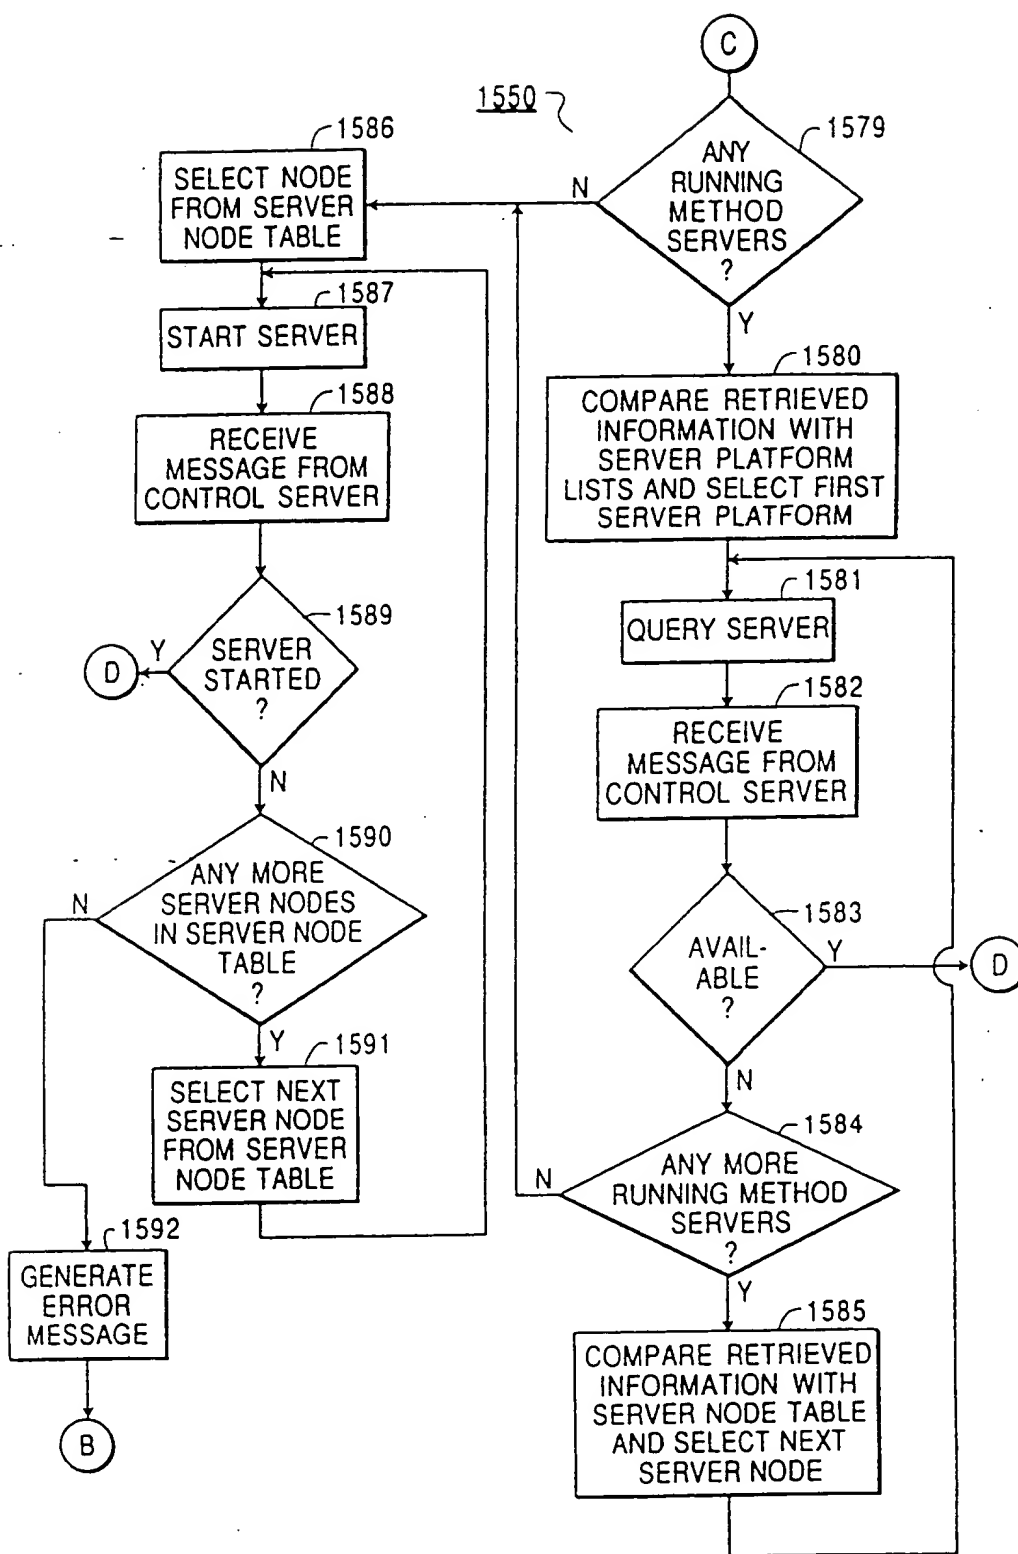 C
1550
1579
ANY
RUNNING
METHOD
SERVERS
?
N
Y
1586
SELECT NODE
FROM SERVER
NODE TABLE
1587
START SERVER
1588
RECEIVE
MESSAGE FROM
CONTROL SERVER
1589
SERVER
STARTED
?
Y
D
N
1590
ANY MORE
SERVER NODES
IN SERVER NODE
TABLE
?
N
Y
1591
SELECT NEXT
SERVER NODE
FROM SERVER
NODE TABLE
1592
GENERATE
ERROR
MESSAGE
B
1580
COMPARE RETRIEVED
INFORMATION WITH
SERVER PLATFORM
LISTS AND SELECT FIRST
SERVER PLATFORM
1581
QUERY SERVER
1582
RECEIVE
MESSAGE FROM
CONTROL SERVER
1583
AVAIL-
ABLE
?
Y
D
N
1584
ANY MORE
RUNNING METHOD
SERVERS
?
N
Y
1585
COMPARE RETRIEVED
INFORMATION WITH
SERVER NODE TABLE
AND SELECT NEXT
SERVER NODE